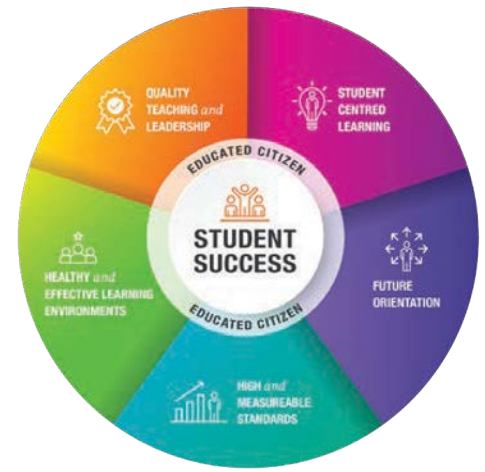 QUALITY
TEACHING and
LEADERSHIP
STUDENT
CENTRED
LEARNING
EDUCATED CITIZEN
STUDENT
SUCCESS
EDUCATED CITIZEN
HEALTHY and
EFFECTIVE LEARNING
ENVIRONMENTS
FUTURE
ORIENTATION
HIGH and
MEASUREABLE
STANDARDS